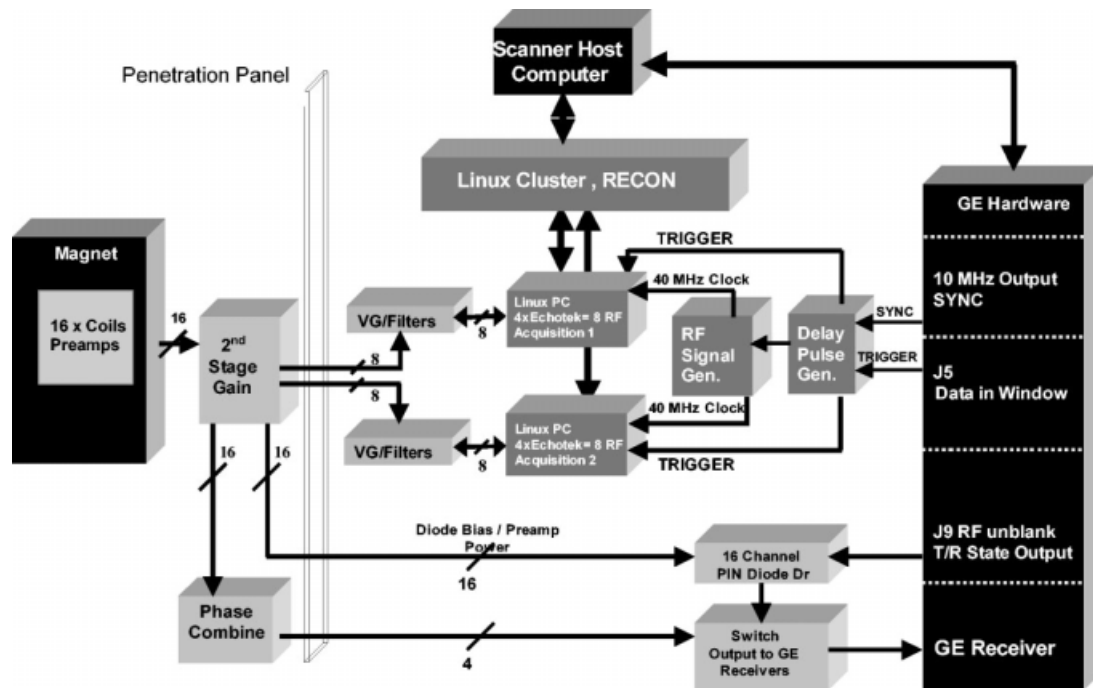 Scanner Host
Computer
Penetration Panel
Linux Cluster , RECON
GE Hardware
Magnet
TRIGGER
10 MHz Output
SYNC
40 MHz Clock
16 x Coils
Preamps
16
2nd
Stage
Gain
VG/Filters
8
Linux PC
4xEchotek= 8 RF
Acquisition 1
RF
Signal
Gen.
Delay
Pulse
Gen.
SYNC
TRIGGER
8
8
J5
Data in Window
40 MHz Clock
VG/Filters
8
Linux PC
4xEchotek= 8 RF
Acquisition 2
TRIGGER
16
16
Diode Bias / Preamp
Power
16
16 Channel
PIN Diode Dr
J9 RF unblank
T/R State Output
Phase
Combine
4
Switch
Output to GE
Receivers
GE Receiver